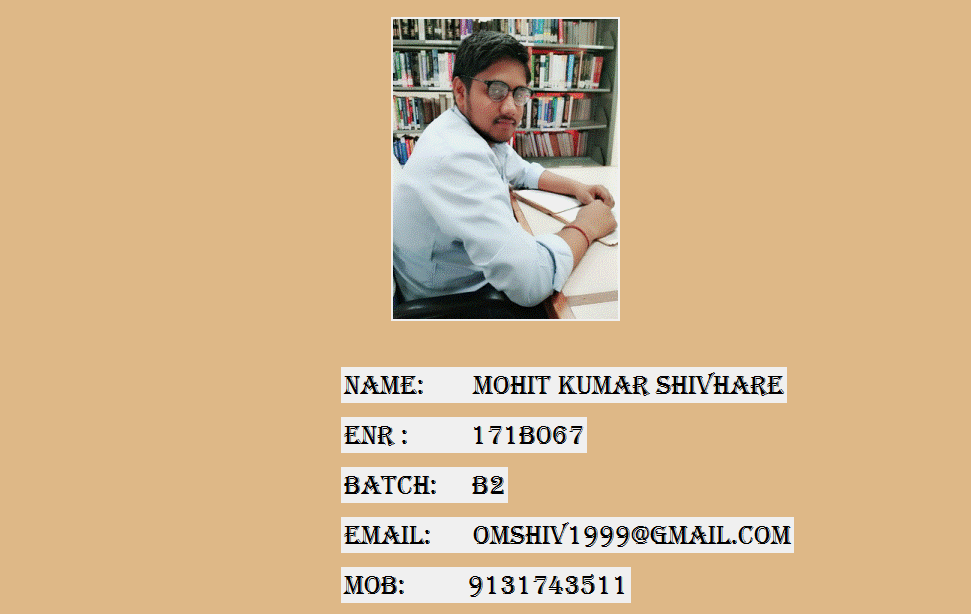 NAME: MOHIT KUMAR SHIVHARE
ENR : 171B067
BATCH: B2
EMAIL: OMSHIV1999@GMAIL.COM
MOB: 9131743511